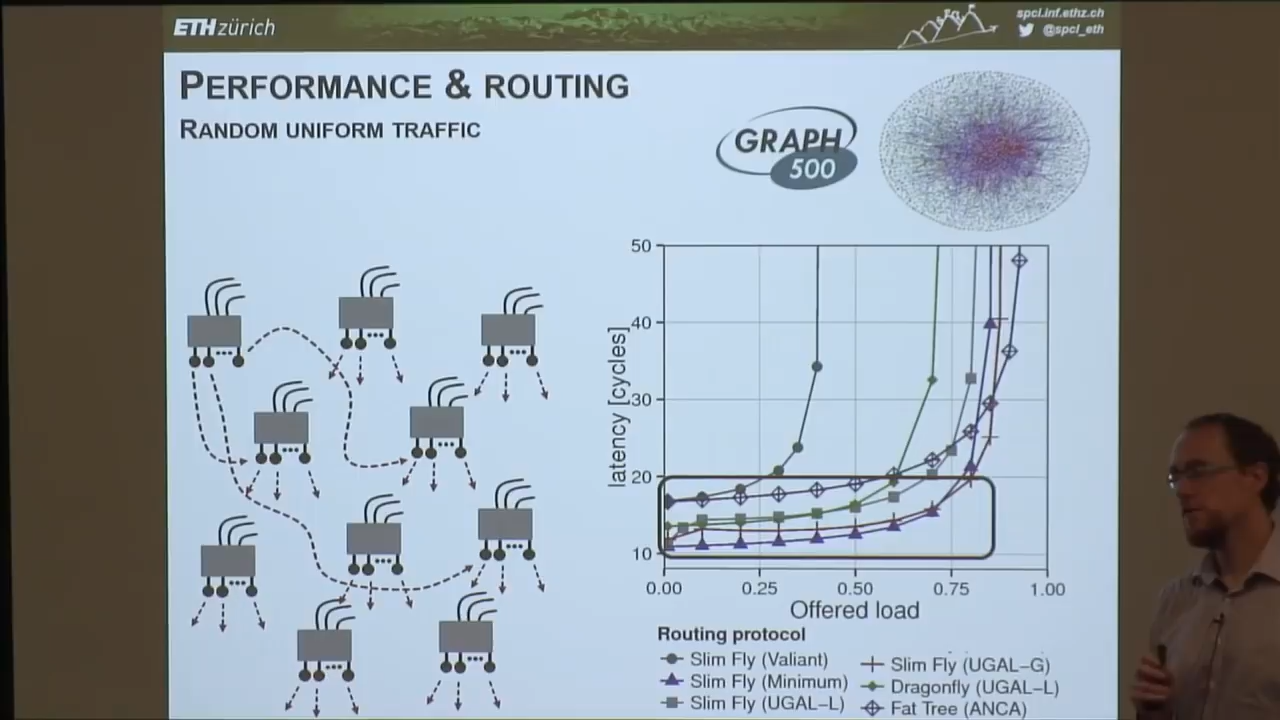 ETH zürich
spcl.inf.ethz.ch
@spcl_eth
PERFORMANCE & ROUTING
RANDOM UNIFORM TRAFFIC
GRAPH
500
50
40
30
20
10
latency [cycles]
0.00 0.25 0.50 0.75 1.00
Offered load
Routing protocol
Slim Fly (Valiant)
Slim Fly (Minimum)
Slim Fly (UGAL-L)
Slim Fly (UGAL-G)
Dragonfly (UGAL-L)
Fat Tree (ANCA)